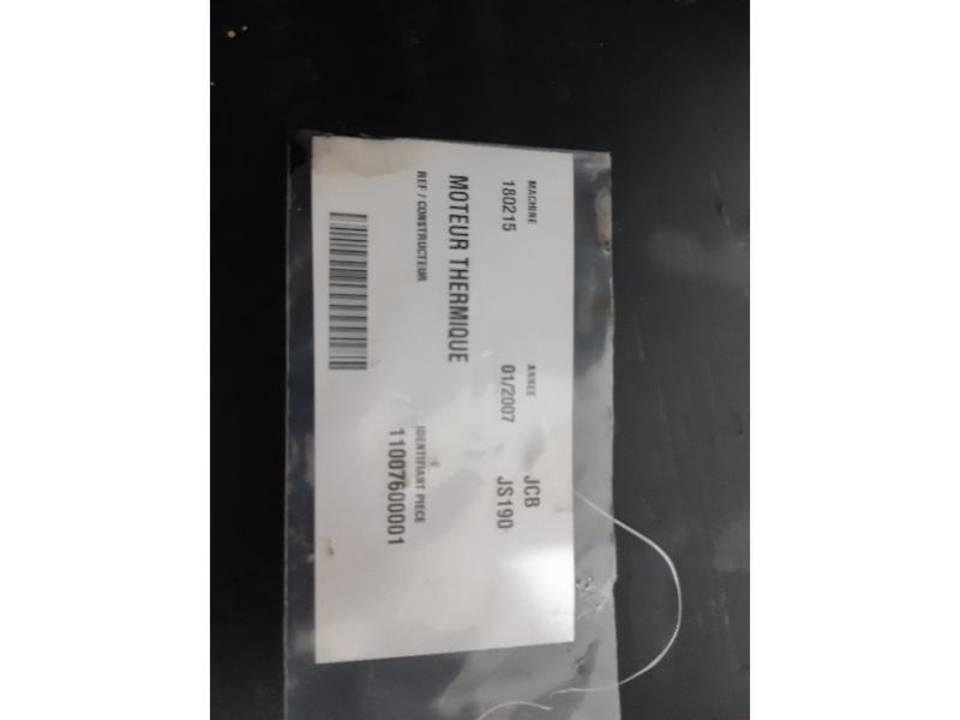 MACHINE
180215
ANNEE
01/2007
JCB
JS190
MOTEUR THERMIQUE
REF / CONSTRUCTEUR
IDENTIFIANT PIECE
11007600001